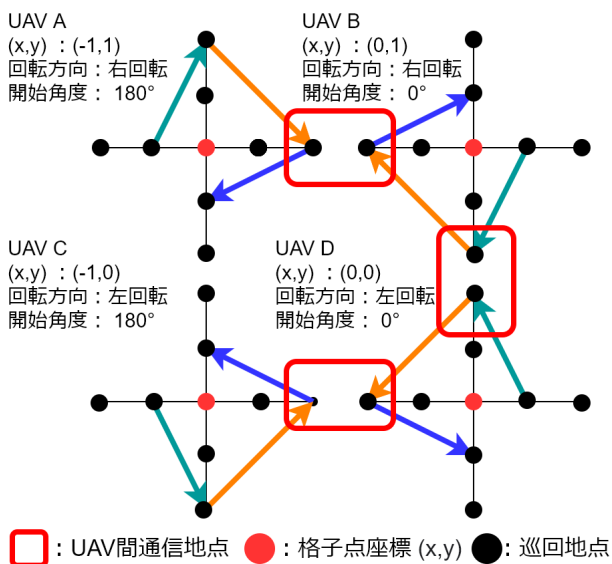 UAV A
(x,y) : (-1,1)
回転方向：右回転
開始角度： 180°
UAV B
(x,y) : (0,1)
回転方向：右回転
開始角度： 0°
UAV C
(x,y) : (-1,0)
回転方向：左回転
開始角度： 180°
UAV D
(x,y) : (0,0)
回転方向：左回転
開始角度： 0°
：UAV間通信地点
：格子点座標 (x,y)
：巡回地点